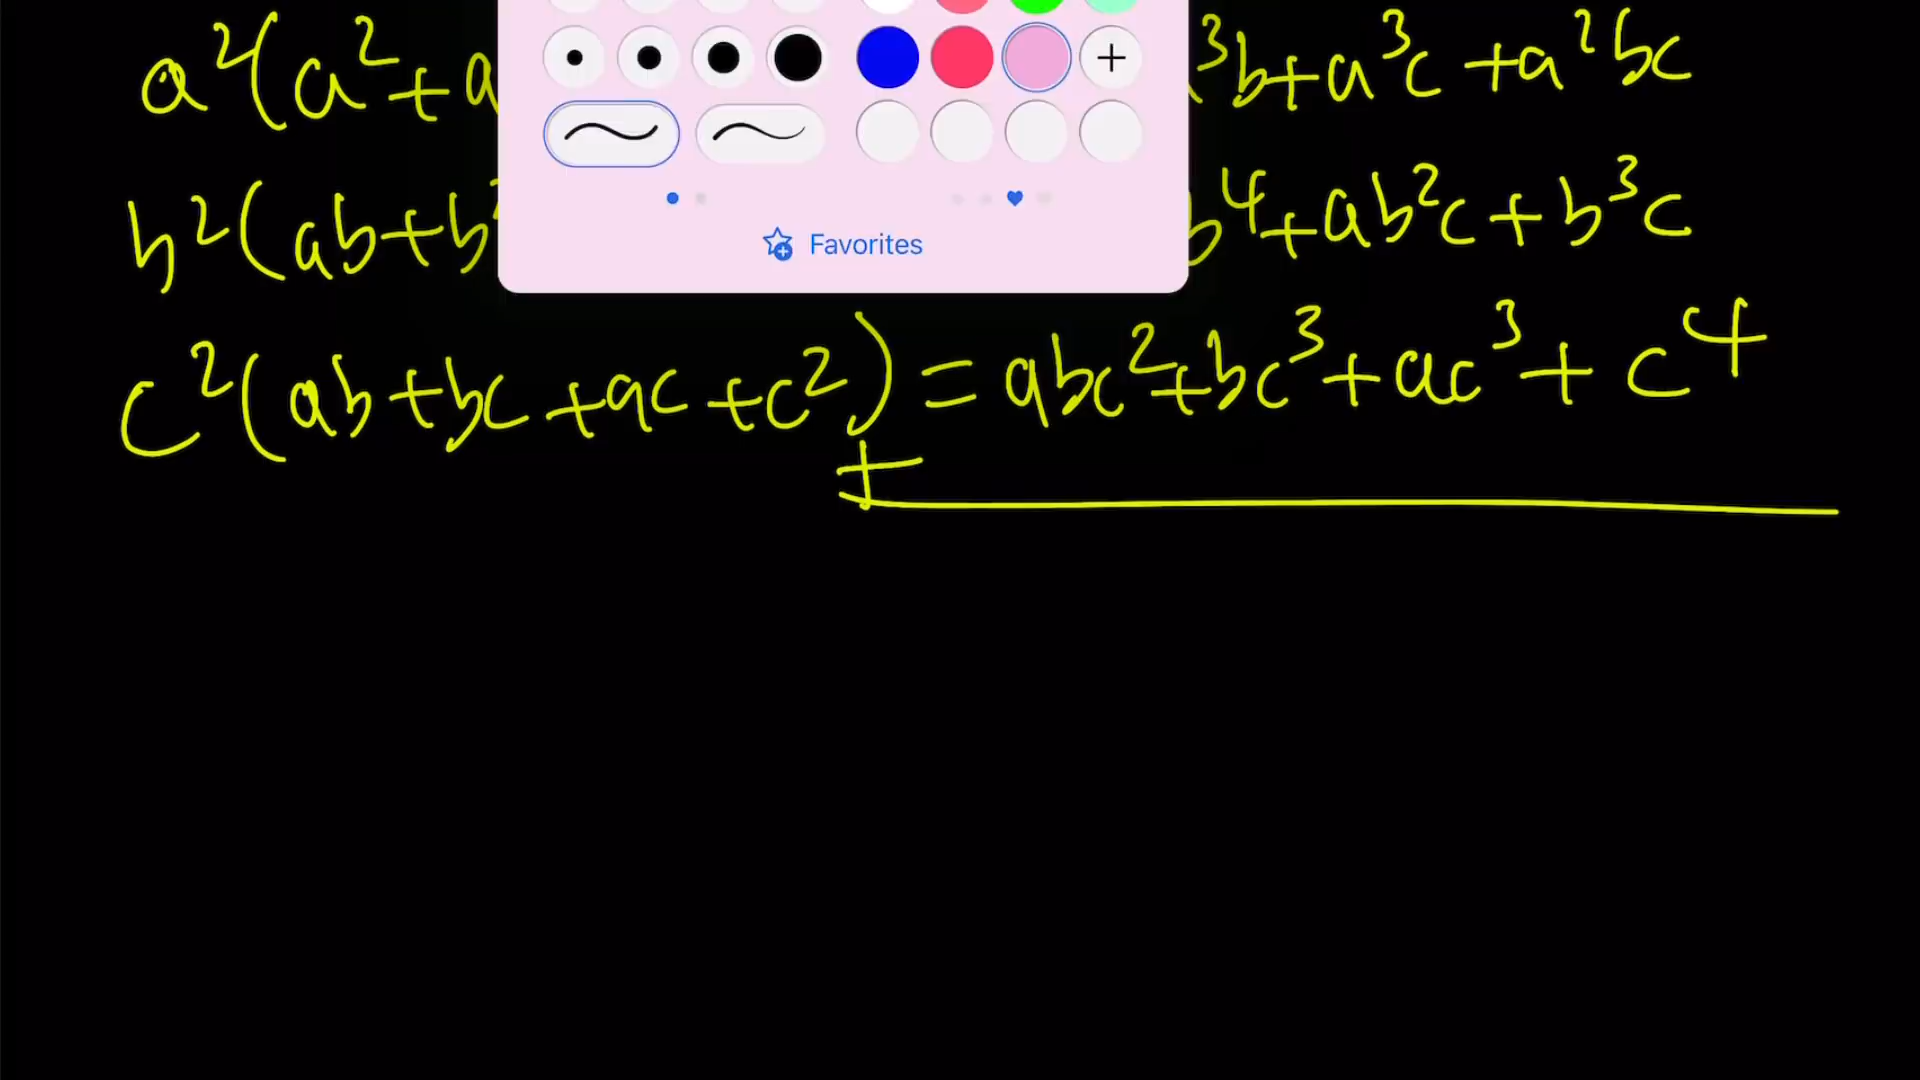 a²(a²+a ³b+a³c+a²bc
b²(ab+b b⁴+ab²c+b³c
Favorites
c²(ab+bc+ac+c²)=abc²+bc³+ac³+c⁴
+